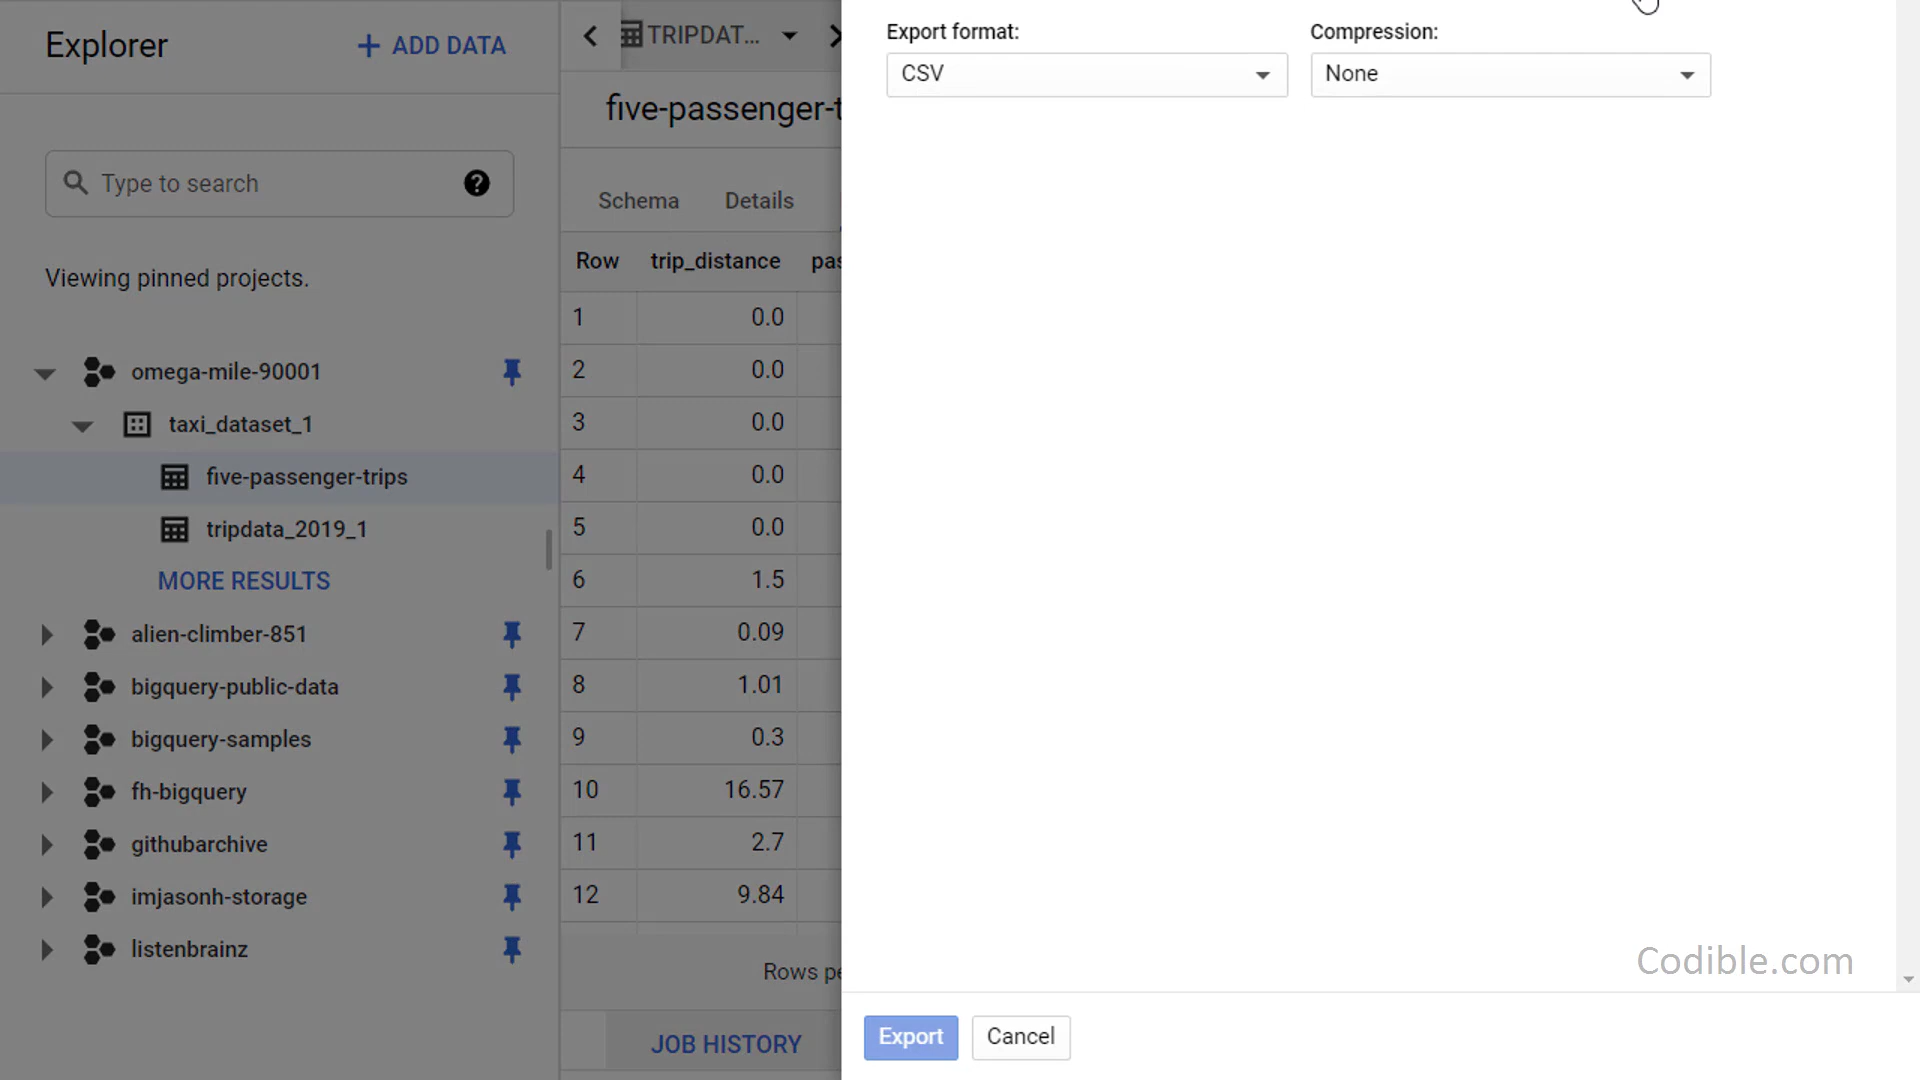 Explorer
ADD DATA
Type to search
Viewing pinned projects.
omega-mile-90001
taxi_dataset_1
five-passenger-trips
tripdata_2019_1
MORE RESULTS
alien-climber-851
bigquery-public-data
bigquery-samples
fh-bigquery
githubarchive
imjasonh-storage
listenbrainz
TRIPDAT...
five-passenger-t
Schema Details
Row trip_distance pas
1 0.0
2 0.0
3 0.0
4 0.0
5 0.0
6 1.5
7 0.09
8 1.01
9 0.3
10 16.57
11 2.7
12 9.84
Rows pe
JOB HISTORY
Export format: Compression:
CSV None
Codible.com
Export Cancel